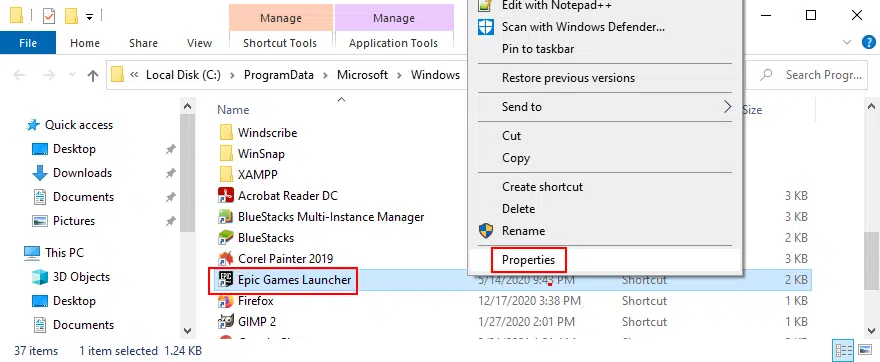 Manage
Manage
Edit with Notepad++
File
Home
Share
View
Shortcut Tools
Application Tools
Scan with Windows Defender...
Pin to taskbar
« Local Disk (C:) > ProgramData > Microsoft > Windows
Search Progr...
Restore previous versions
Send to
Cut
Copy
Create shortcut
Delete
Rename
Properties
Quick access
Desktop
Downloads
Documents
Pictures
This PC
3D Objects
Desktop
Documents
Name
Size
Windscribe
WinSnap
XAMPP
Acrobat Reader DC 3 KB
BlueStacks Multi-Instance Manager 3 KB
BlueStacks 3 KB
Corel Painter 2019 3 KB
Epic Games Launcher 5/14/2020 9:43 PM Shortcut 2 KB
Firefox 12/17/2020 3:38 PM Shortcut 1 KB
GIMP 2 1/27/2020 2:01 PM Shortcut 1 KB
37 items 1 item selected 1.24 KB